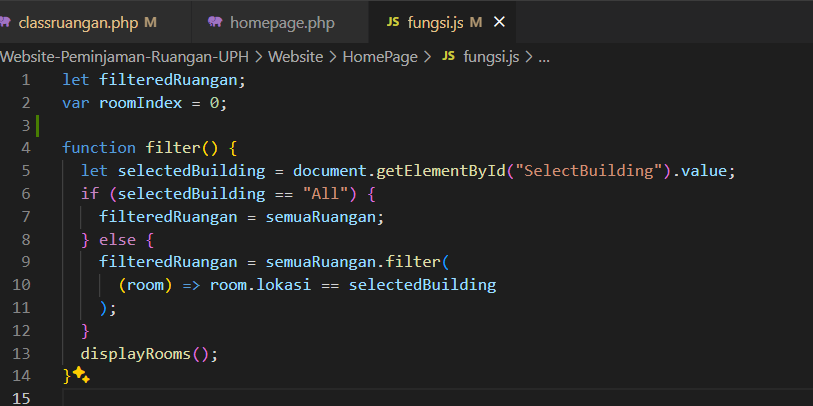 classruangan.php M
homepage.php
JS fungsi.js M
Website-Peminjaman-Ruangan-UPH > Website > HomePage > JS fungsi.js > ...
1 let filteredRuangan;
2 var roomIndex = 0;
3
4 function filter() {
5 let selectedBuilding = document.getElementById("SelectBuilding").value;
6 if (selectedBuilding == "All") {
7 filteredRuangan = semuaRuangan;
8 } else {
9 filteredRuangan = semuaRuangan.filter(
10 (room) => room.lokasi == selectedBuilding
11 );
12 }
13 displayRooms();
14 }
15